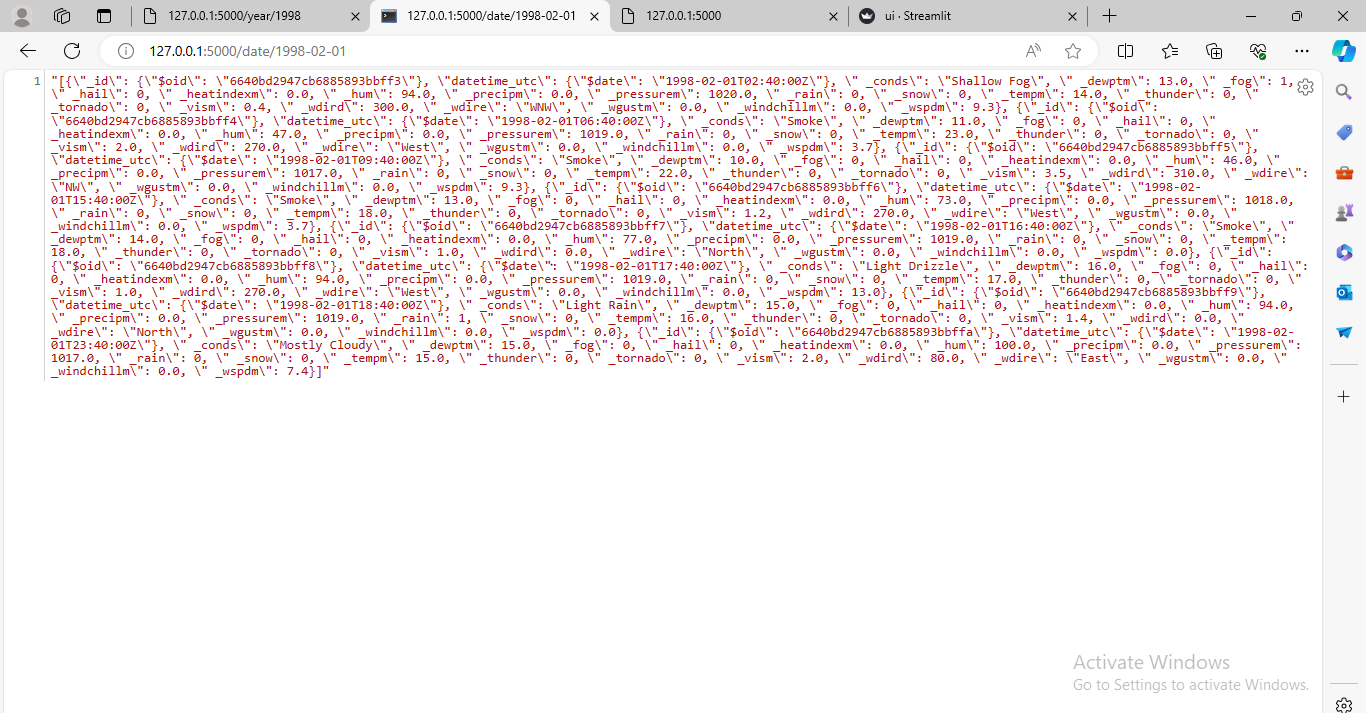 127.0.0.1:5000/year/1998
127.0.0.1:5000/date/1998-02-01
127.0.0.1:5000
ui · Streamlit
127.0.0.1:5000/date/1998-02-01
1 "[{\"_id\": {\"$oid\": \"6640bd2947cb6885893bbff3\"}, \"datetime_utc\": {\"$date\": \"1998-02-01T02:40:00Z\"}, \" _conds\": \"Shallow Fog\", \" _dewptm\": 13.0, \" _fog\": 1,
\" _hail\": 0, \" _heatindexm\": 0.0, \" _hum\": 94.0, \" _precipm\": 0.0, \" _pressurem\": 1020.0, \" _rain\": 0, \" _snow\": 0, \" _tempm\": 14.0, \" _thunder\": 0, \"
_tornado\": 0, \" _vism\": 0.4, \" _wdird\": 300.0, \" _wdire\": \"WNW\", \" _wgustm\": 0.0, \" _windchillm\": 0.0, \" _wspdm\": 9.3}, {\"_id\": {\"$oid\":
\"6640bd2947cb6885893bbff4\"}, \"datetime_utc\": {\"$date\": \"1998-02-01T06:40:00Z\"}, \" _conds\": \"Smoke\", \" _dewptm\": 11.0, \" _fog\": 0, \" _hail\": 0, \"
_heatindexm\": 0.0, \" _hum\": 47.0, \" _precipm\": 0.0, \" _pressurem\": 1019.0, \" _rain\": 0, \" _snow\": 0, \" _tempm\": 23.0, \" _thunder\": 0, \" _tornado\": 0, \"
_vism\": 2.0, \" _wdird\": 270.0, \" _wdire\": \"West\", \" _wgustm\": 0.0, \" _windchillm\": 0.0, \" _wspdm\": 3.7}, {\"_id\": {\"$oid\": \"6640bd2947cb6885893bbff5\"},
\"datetime_utc\": {\"$date\": \"1998-02-01T09:40:00Z\"}, \" _conds\": \"Smoke\", \" _dewptm\": 10.0, \" _fog\": 0, \" _hail\": 0, \" _heatindexm\": 0.0, \" _hum\": 46.0, \"
_precipm\": 0.0, \" _pressurem\": 1017.0, \" _rain\": 0, \" _snow\": 0, \" _tempm\": 22.0, \" _thunder\": 0, \" _tornado\": 0, \" _vism\": 3.5, \" _wdird\": 310.0, \" _wdire\":
\"NW\", \" _wgustm\": 0.0, \" _windchillm\": 0.0, \" _wspdm\": 9.3}, {\"_id\": {\"$oid\": \"6640bd2947cb6885893bbff6\"}, \"datetime_utc\": {\"$date\": \"1998-02-
01T15:40:00Z\"}, \" _conds\": \"Smoke\", \" _dewptm\": 13.0, \" _fog\": 0, \" _hail\": 0, \" _heatindexm\": 0.0, \" _hum\": 73.0, \" _precipm\": 0.0, \" _pressurem\": 1018.0,
\" _rain\": 0, \" _snow\": 0, \" _tempm\": 18.0, \" _thunder\": 0, \" _tornado\": 0, \" _vism\": 1.2, \" _wdird\": 270.0, \" _wdire\": \"West\", \" _wgustm\": 0.0, \"
_windchillm\": 0.0, \" _wspdm\": 3.7}, {\"_id\": {\"$oid\": \"6640bd2947cb6885893bbff7\"}, \"datetime_utc\": {\"$date\": \"1998-02-01T16:40:00Z\"}, \" _conds\": \"Smoke\", \"
_dewptm\": 14.0, \" _fog\": 0, \" _hail\": 0, \" _heatindexm\": 0.0, \" _hum\": 77.0, \" _precipm\": 0.0, \" _pressurem\": 1019.0, \" _rain\": 0, \" _snow\": 0, \" _tempm\":
18.0, \" _thunder\": 0, \" _tornado\": 0, \" _vism\": 1.0, \" _wdird\": 0.0, \" _wdire\": \"North\", \" _wgustm\": 0.0, \" _windchillm\": 0.0, \" _wspdm\": 0.0}, {\"_id\":
{\"$oid\": \"6640bd2947cb6885893bbff8\"}, \"datetime_utc\": {\"$date\": \"1998-02-01T17:40:00Z\"}, \" _conds\": \"Light Drizzle\", \" _dewptm\": 16.0, \" _fog\": 0, \" _hail\":
0, \" _heatindexm\": 0.0, \" _hum\": 94.0, \" _precipm\": 0.0, \" _pressurem\": 1019.0, \" _rain\": 0, \" _snow\": 0, \" _tempm\": 17.0, \" _thunder\": 0, \" _tornado\": 0, \"
_vism\": 1.0, \" _wdird\": 270.0, \" _wdire\": \"West\", \" _wgustm\": 0.0, \" _windchillm\": 0.0, \" _wspdm\": 13.0}, {\"_id\": {\"$oid\": \"6640bd2947cb6885893bbff9\"},
\"datetime_utc\": {\"$date\": \"1998-02-01T18:40:00Z\"}, \" _conds\": \"Light Rain\", \" _dewptm\": 15.0, \" _fog\": 0, \" _hail\": 0, \" _heatindexm\": 0.0, \" _hum\": 94.0,
\" _precipm\": 0.0, \" _pressurem\": 1019.0, \" _rain\": 1, \" _snow\": 0, \" _tempm\": 16.0, \" _thunder\": 0, \" _tornado\": 0, \" _vism\": 1.4, \" _wdird\": 0.0, \"
_wdire\": \"North\", \" _wgustm\": 0.0, \" _windchillm\": 0.0, \" _wspdm\": 0.0}, {\"_id\": {\"$oid\": \"6640bd2947cb6885893bbffa\"}, \"datetime_utc\": {\"$date\": \"1998-02-
01T23:40:00Z\"}, \" _conds\": \"Mostly Cloudy\", \" _dewptm\": 15.0, \" _fog\": 0, \" _hail\": 0, \" _heatindexm\": 0.0, \" _hum\": 100.0, \" _precipm\": 0.0, \" _pressurem\":
1017.0, \" _rain\": 0, \" _snow\": 0, \" _tempm\": 15.0, \" _thunder\": 0, \" _tornado\": 0, \" _vism\": 2.0, \" _wdird\": 80.0, \" _wdire\": \"East\", \" _wgustm\": 0.0, \"
_windchillm\": 0.0, \" _wspdm\": 7.4}]"
Activate Windows
Go to Settings to activate Windows.